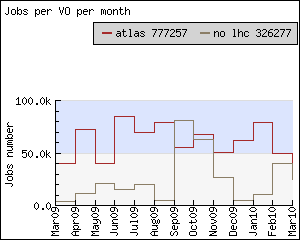 Jobs per VO per month
atlas 777257
no lhc 326277
100.0k
50.0k
0.0
Jobs number
Mar09
Apr09
May09
Jun09
Jul09
Aug09
Sep09
Oct09
Nov09
Dec09
Jan10
Feb10
Mar10